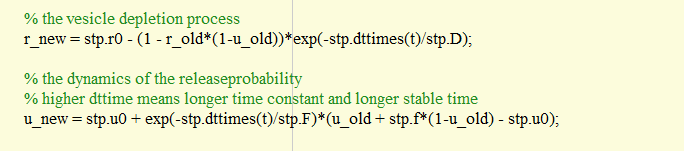 % the vesicle depletion process
r_new = stp.r0 - (1 - r_old*(1-u_old))*exp(-stp.dttimes(t)/stp.D);
% the dynamics of the releaseprobability
% higher dttime means longer time constant and longer stable time
u_new = stp.u0 + exp(-stp.dttimes(t)/stp.F)*(u_old + stp.f*(1-u_old) - stp.u0);